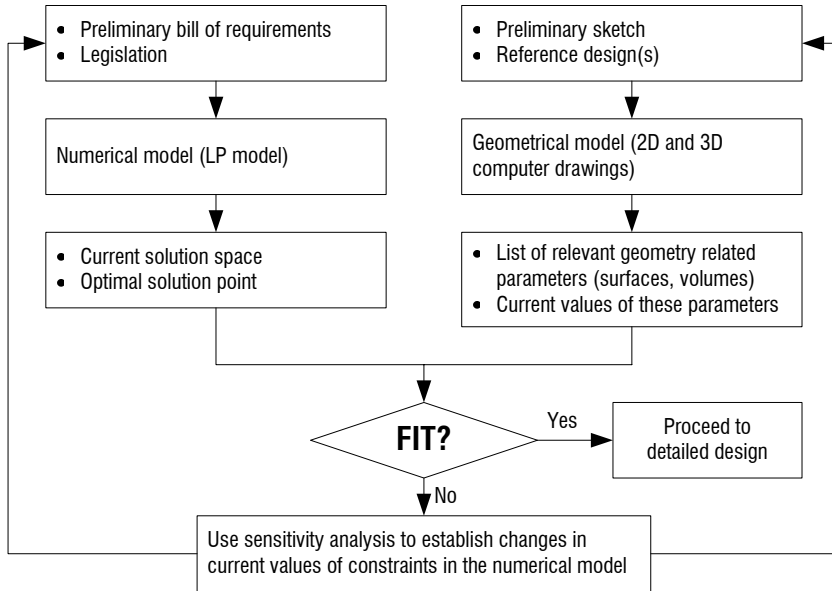 • Preliminary bill of requirements
• Legislation
• Preliminary sketch
• Reference design(s)
Numerical model (LP model)
Geometrical model (2D and 3D
computer drawings)
• Current solution space
• Optimal solution point
• List of relevant geometry related
parameters (surfaces, volumes)
• Current values of these parameters
FIT?
Yes
Proceed to
detailed design
No
Use sensitivity analysis to establish changes in
current values of constraints in the numerical model